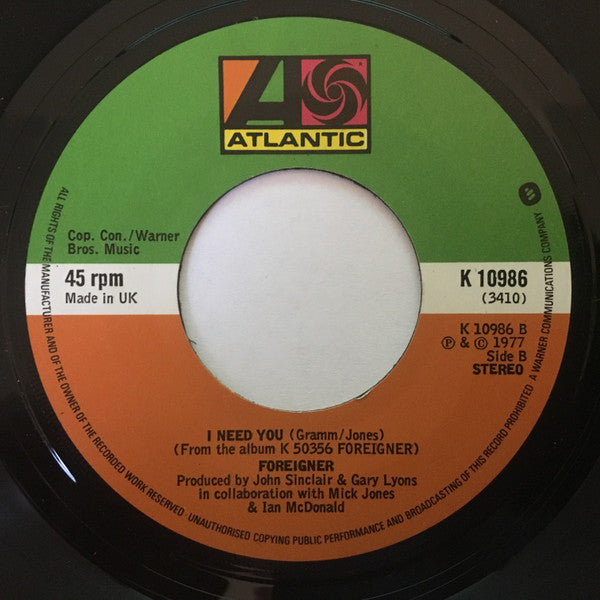 ATLANTIC
Cop. Con./Warner
Bros. Music
45 rpm
Made in UK
K 10986
(3410)
K 10986 B
Ⓟ & © 1977
Side B
STEREO
I NEED YOU (Gramm/Jones)
(From the album K 50356 FOREIGNER)
FOREIGNER
Produced by John Sinclair & Gary Lyons
in collaboration with Mick Jones
& Ian McDonald
ALL RIGHTS OF THE MANUFACTURER AND OF THE OWNER OF THE RECORDED WORK RESERVED · UNAUTHORISED COPYING PUBLIC PERFORMANCE AND BROADCASTING OF THIS RECORD PROHIBITED · A WARNER COMMUNICATIONS COMPANY